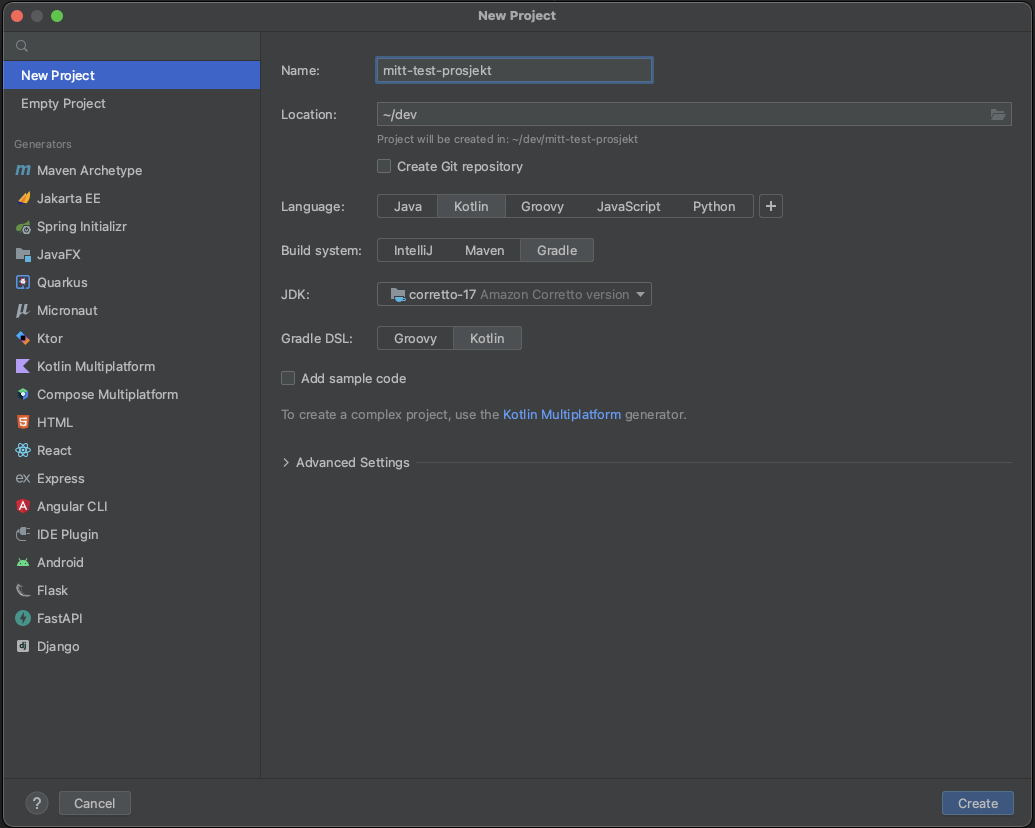 New Project
New Project
Empty Project
Generators
Maven Archetype
Jakarta EE
Spring Initializr
JavaFX
Quarkus
Micronaut
Ktor
Kotlin Multiplatform
Compose Multiplatform
HTML
React
ex Express
Angular CLI
IDE Plugin
Android
Flask
FastAPI
dj Django
Name: mitt-test-prosjekt
Location: ~/dev
Project will be created in: ~/dev/mitt-test-prosjekt
Create Git repository
Language: Java Kotlin Groovy JavaScript Python +
Build system: IntelliJ Maven Gradle
JDK: corretto-17 Amazon Corretto version
Gradle DSL: Groovy Kotlin
Add sample code
To create a complex project, use the Kotlin Multiplatform generator.
Advanced Settings
? Cancel Create